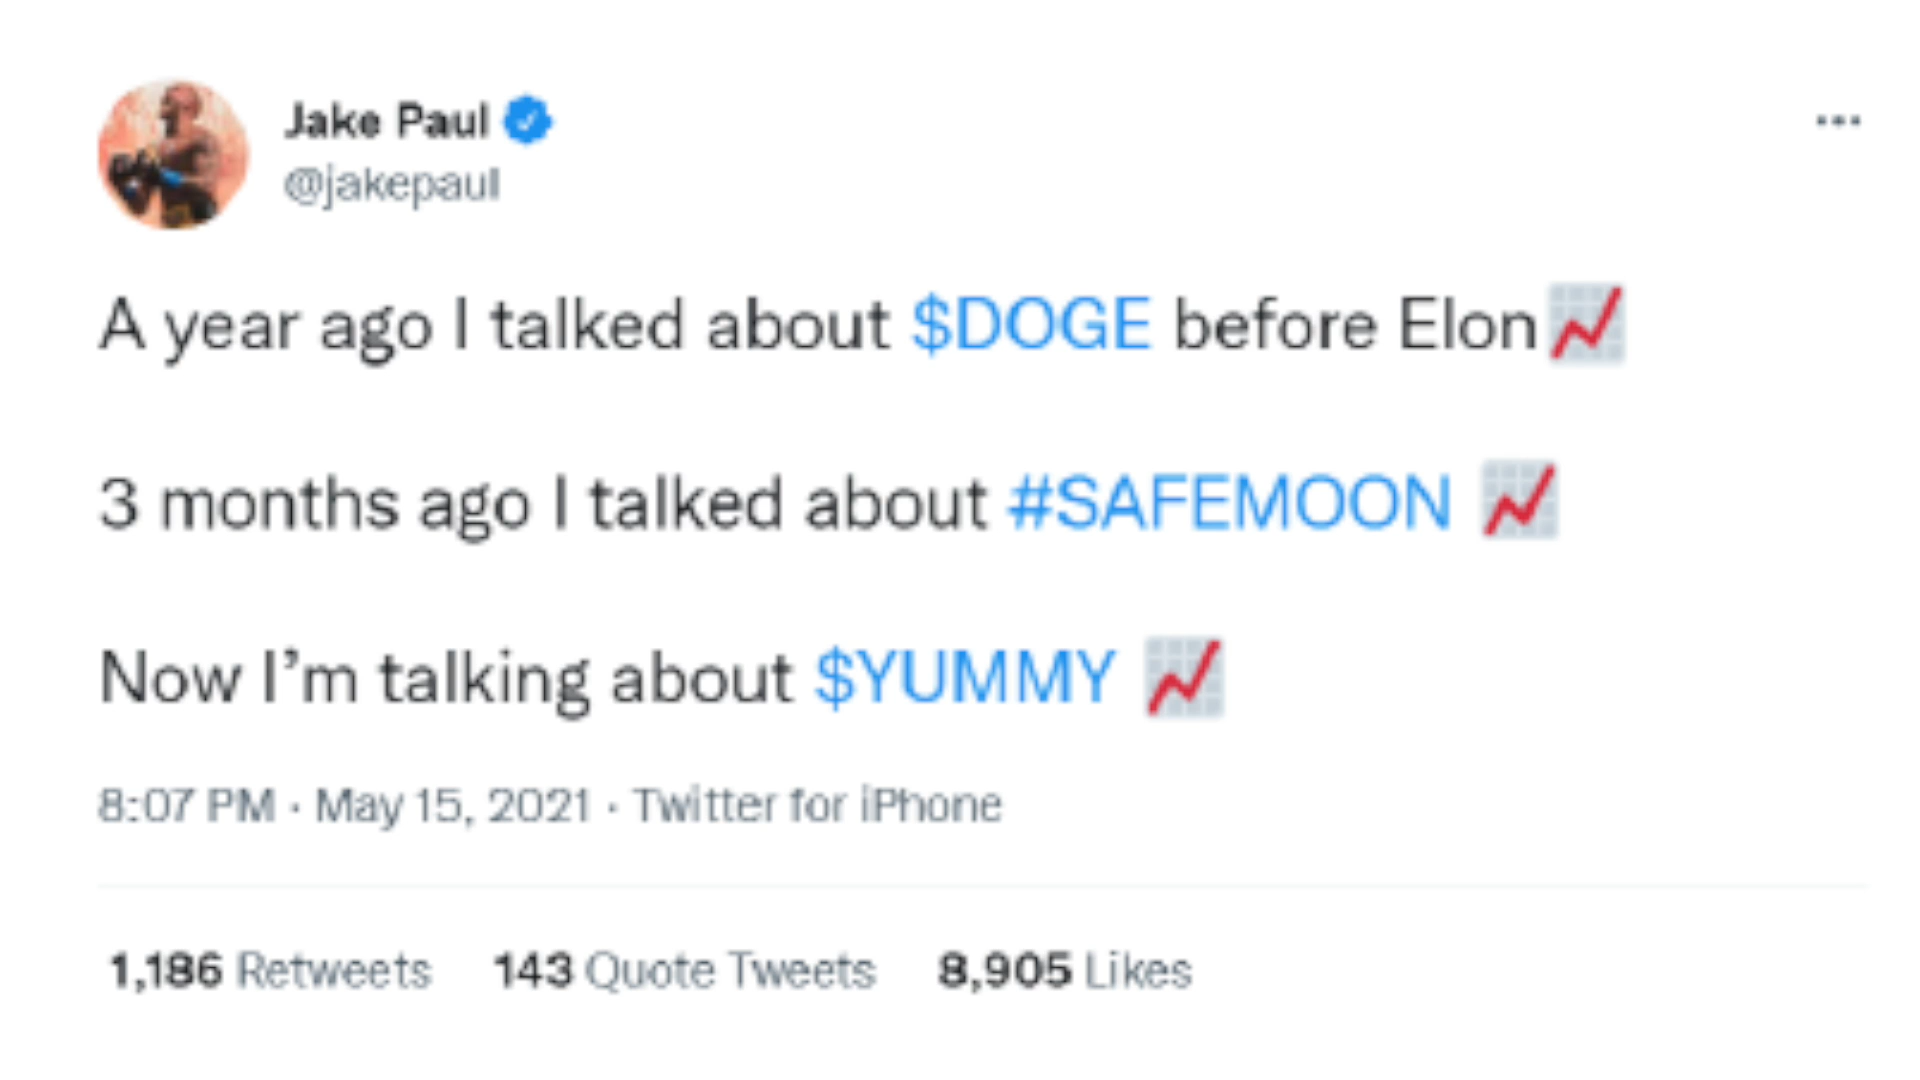 Jake Paul
@jakepaul
A year ago I talked about $DOGE before Elon📈
3 months ago I talked about #SAFEMOON 📈
Now I’m talking about $YUMMY 📈
8:07 PM · May 15, 2021 · Twitter for iPhone
1,186 Retweets 143 Quote Tweets 8,905 Likes